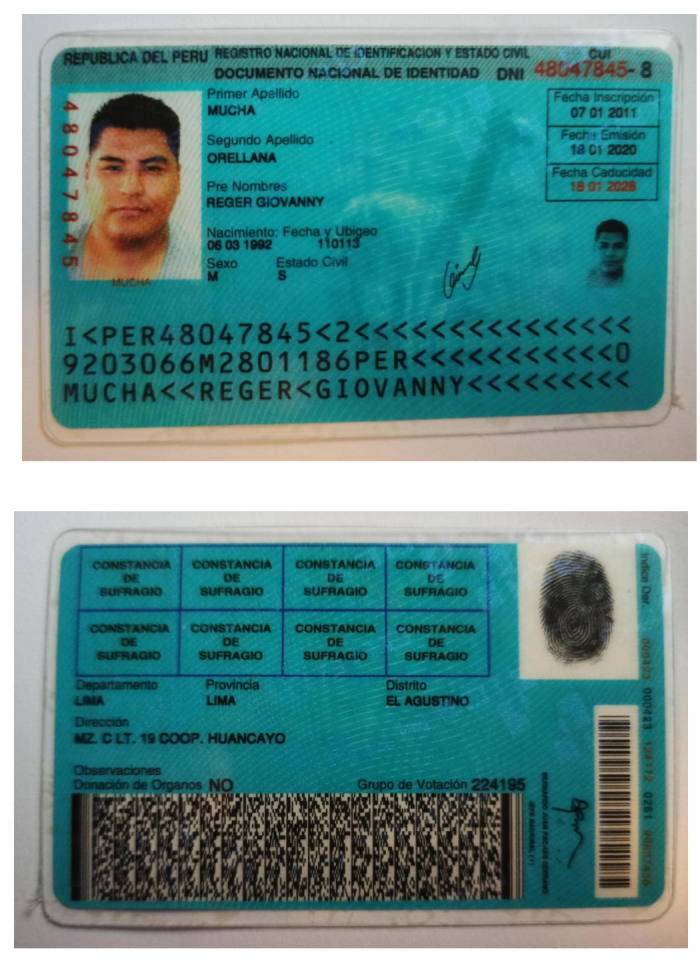 REPUBLICA DEL PERU REGISTRO NACIONAL DE IDENTIFICACION Y ESTADO CIVIL CUI
DOCUMENTO NACIONAL DE IDENTIDAD DNI 48047845- 8
Primer Apellido
MUCHA
Segundo Apellido
ORELLANA
Pre Nombres
REGER GIOVANNY
Nacimiento: Fecha y Ubigeo
06 03 1992 110113
Sexo Estado Civil
M S
Fecha Inscripción
07 01 2011
Fecha Emisión
18 01 2020
Fecha Caducidad
18 01 2028
48047845
MUCHA
I<PER48047845<2<<<<<<<<<<<<<<<
9203066M2801186PER<<<<<<<<<<<0
MUCHA<<REGER<GIOVANNY<<<<<<<<<
CONSTANCIA DE SUFRAGIO
CONSTANCIA DE SUFRAGIO
CONSTANCIA DE SUFRAGIO
CONSTANCIA DE SUFRAGIO
CONSTANCIA DE SUFRAGIO
CONSTANCIA DE SUFRAGIO
CONSTANCIA DE SUFRAGIO
CONSTANCIA DE SUFRAGIO
Indice Der.
Departamento Provincia Distrito
LIMA LIMA EL AGUSTINO
Dirección
MZ. C LT. 19 COOP. HUANCAYO
Observaciones
Donación de Organos NO Grupo de Votación 224195